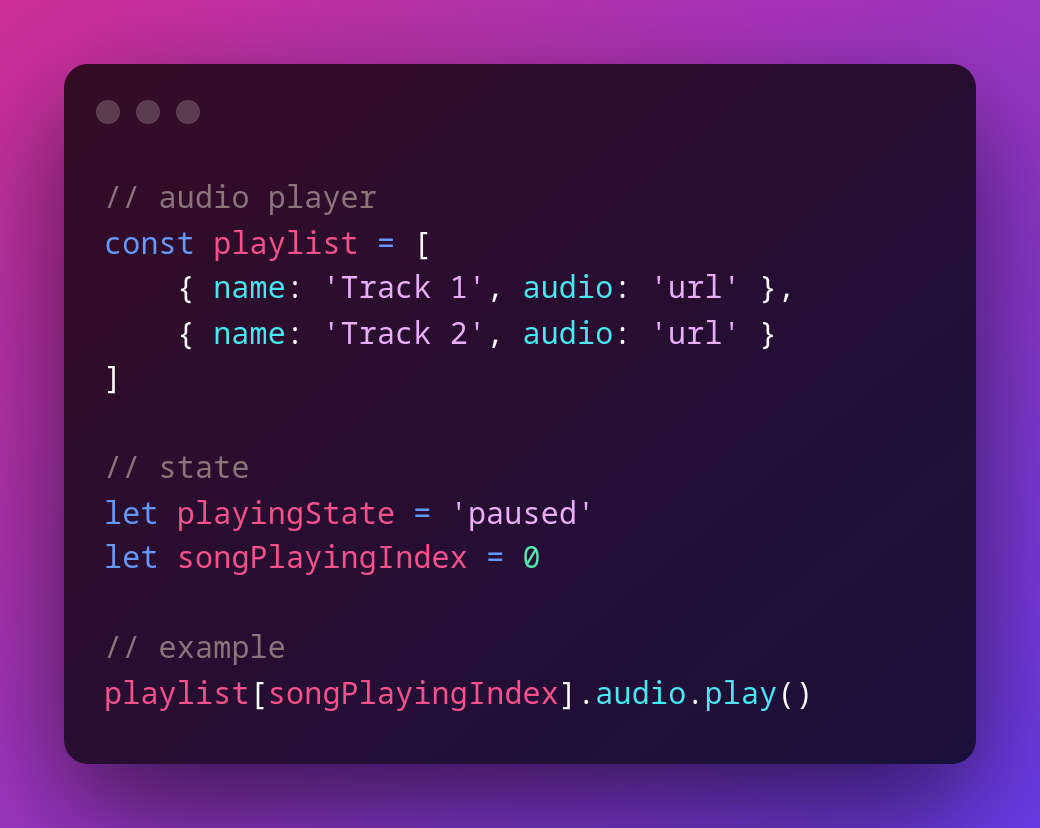 // audio player
const playlist = [
    { name: 'Track 1', audio: 'url' },
    { name: 'Track 2', audio: 'url' }
]

// state
let playingState = 'paused'
let songPlayingIndex = 0

// example
playlist[songPlayingIndex].audio.play()